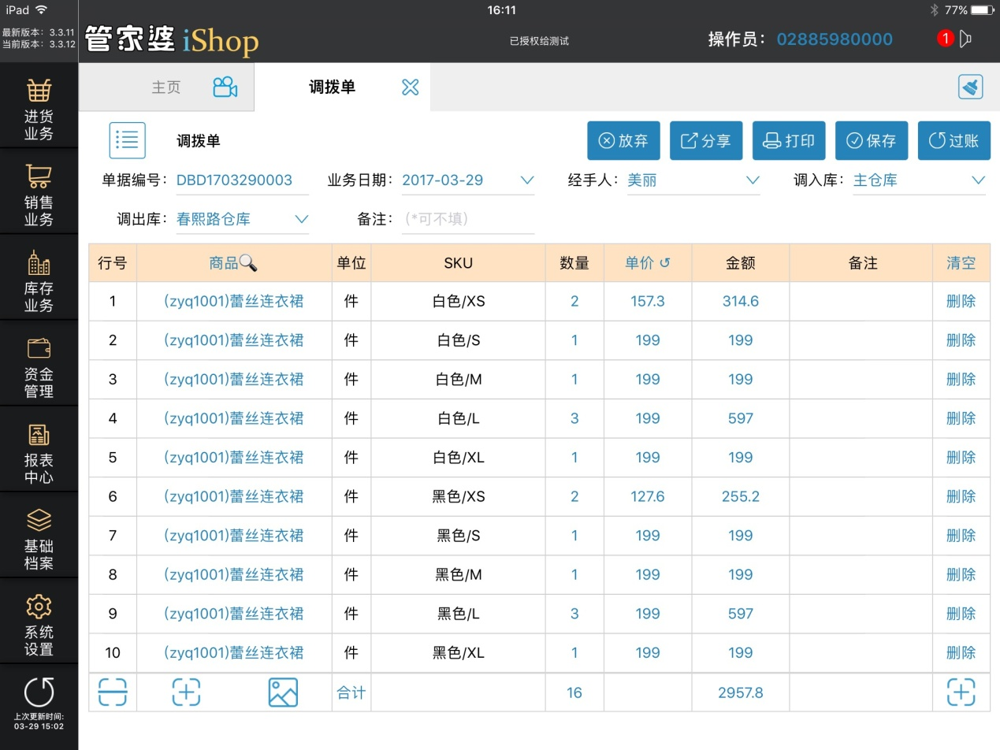 iPad 16:11 77%
最新版本：3.3.11
当前版本：3.3.12
管家婆 iShop
已授权给测试
操作员：02885980000
1
主页 调拨单
进货
业务
销售
业务
库存
业务
资金
管理
报表
中心
基础
档案
系统
设置
上次更新时间:
03-29 15:02
调拨单 放弃 分享 打印 保存 过账
单据编号：DBD1703290003 业务日期：2017-03-29 经手人：美丽 调入库：主仓库
调出库：春熙路仓库 备注：(*可不填)
行号 商品 单位 SKU 数量 单价 金额 备注 清空
1 (zyq1001)蕾丝连衣裙 件 白色/XS 2 157.3 314.6 删除
2 (zyq1001)蕾丝连衣裙 件 白色/S 1 199 199 删除
3 (zyq1001)蕾丝连衣裙 件 白色/M 1 199 199 删除
4 (zyq1001)蕾丝连衣裙 件 白色/L 3 199 597 删除
5 (zyq1001)蕾丝连衣裙 件 白色/XL 1 199 199 删除
6 (zyq1001)蕾丝连衣裙 件 黑色/XS 2 127.6 255.2 删除
7 (zyq1001)蕾丝连衣裙 件 黑色/S 1 199 199 删除
8 (zyq1001)蕾丝连衣裙 件 黑色/M 1 199 199 删除
9 (zyq1001)蕾丝连衣裙 件 黑色/L 3 199 597 删除
10 (zyq1001)蕾丝连衣裙 件 黑色/XL 1 199 199 删除
合计 16 2957.8